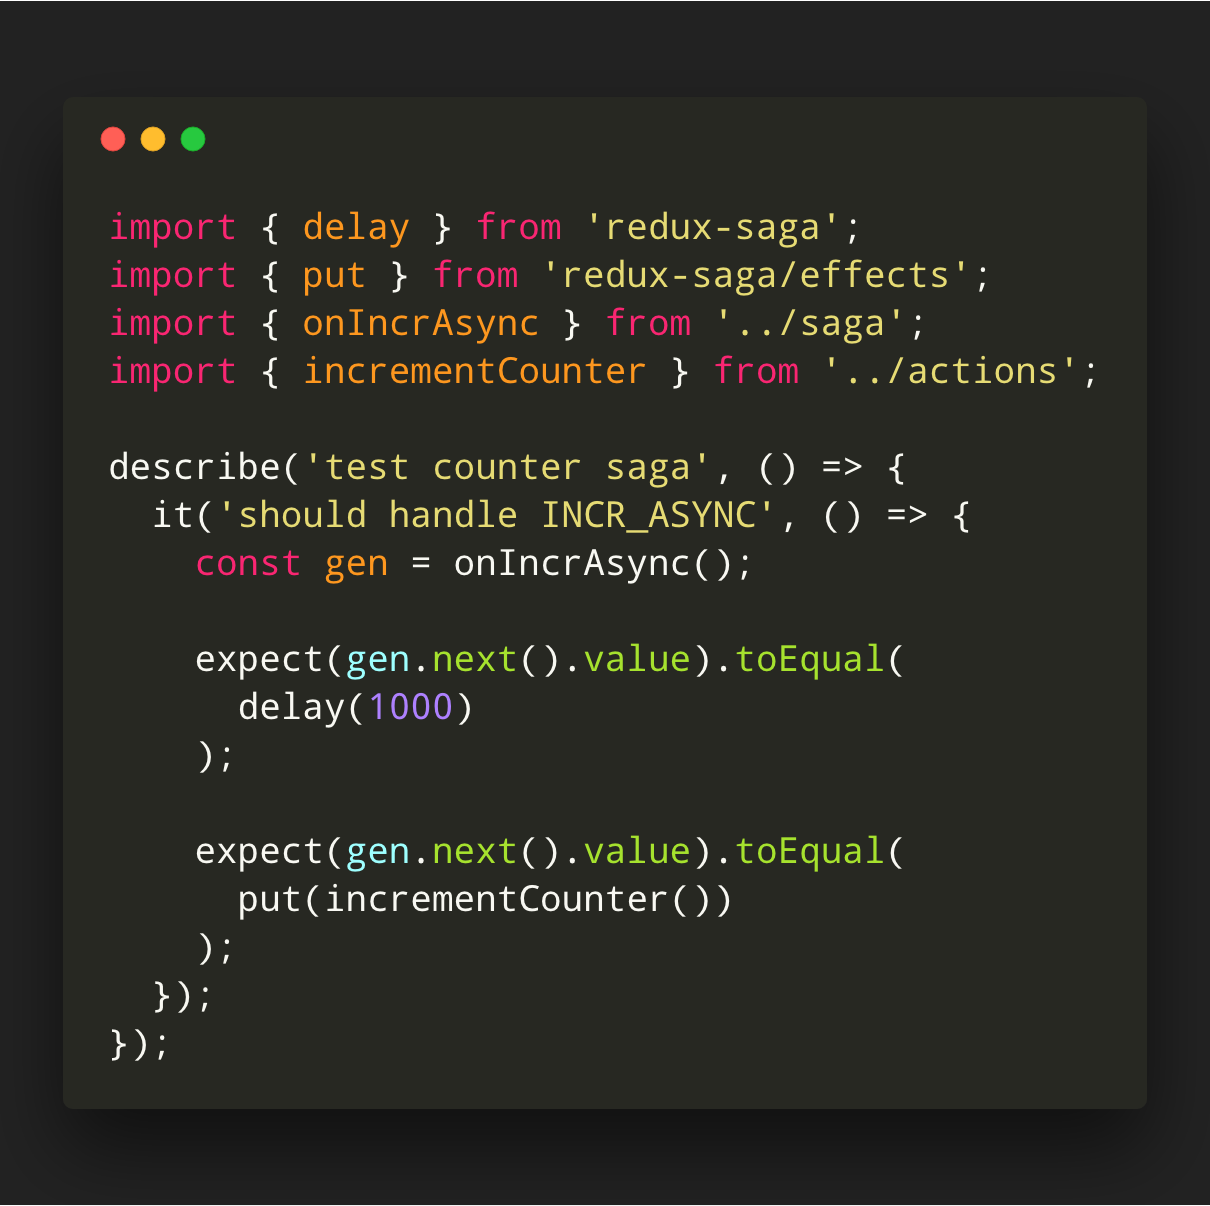 import { delay } from 'redux-saga';
import { put } from 'redux-saga/effects';
import { onIncrAsync } from '../saga';
import { incrementCounter } from '../actions';

describe('test counter saga', () => {
  it('should handle INCR_ASYNC', () => {
    const gen = onIncrAsync();

    expect(gen.next().value).toEqual(
      delay(1000)
    );

    expect(gen.next().value).toEqual(
      put(incrementCounter())
    );
  });
});